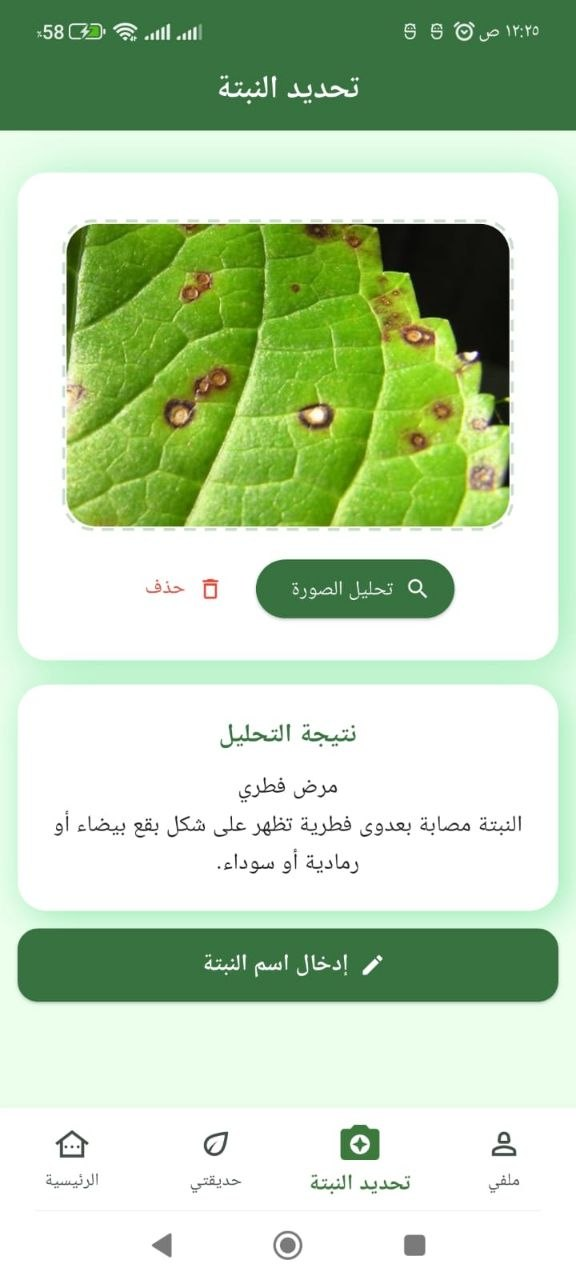 ١٢:٢٥ ص
58٪
تحديد النبتة
تحليل الصورة
حذف
نتيجة التحليل
مرض فطري
النبتة مصابة بعدوى فطرية تظهر على شكل بقع بيضاء أو
رمادية أو سوداء.
إدخال اسم النبتة
ملفي
تحديد النبتة
حديقتي
الرئيسية